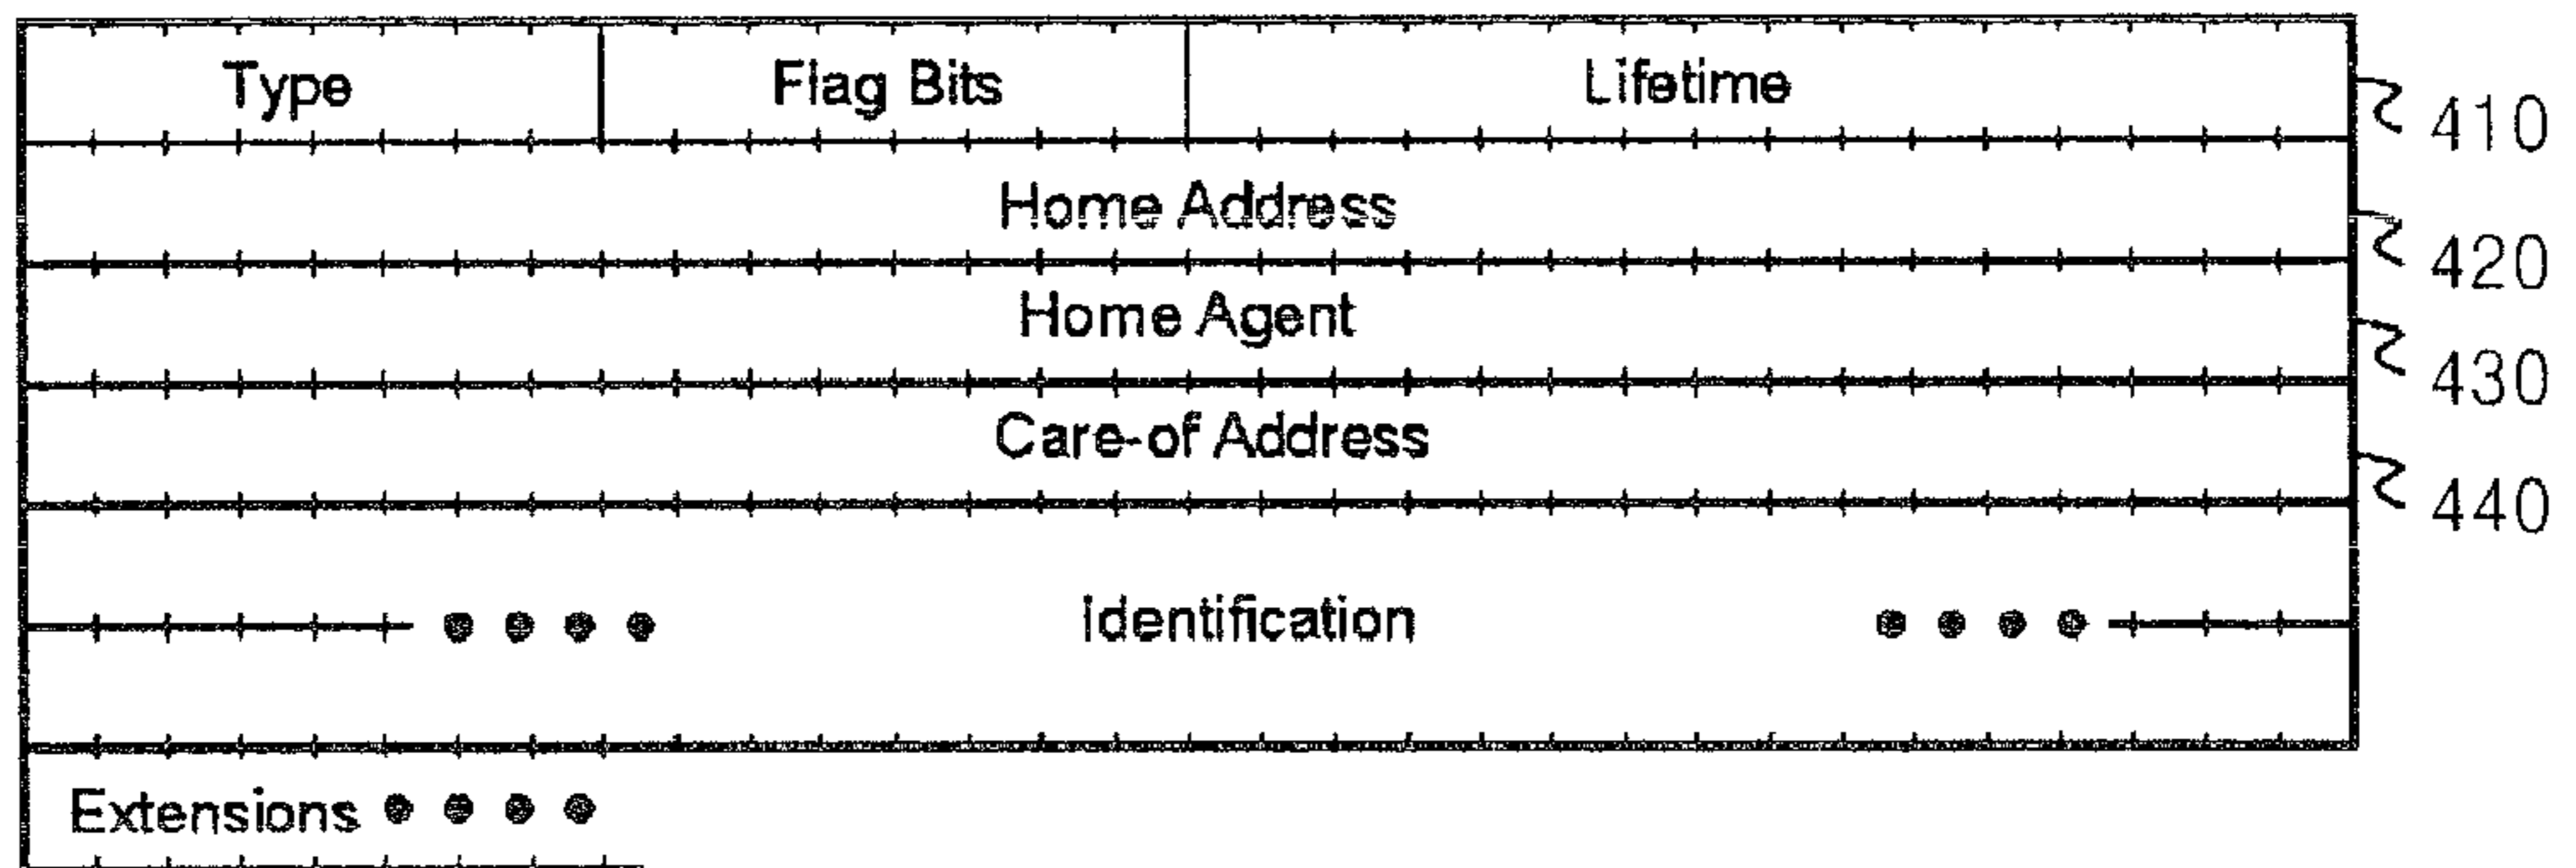 Type Flag Bits Lifetime 410
Home Address 420
Home Agent 430
Care-of Address 440
Identification
Extensions